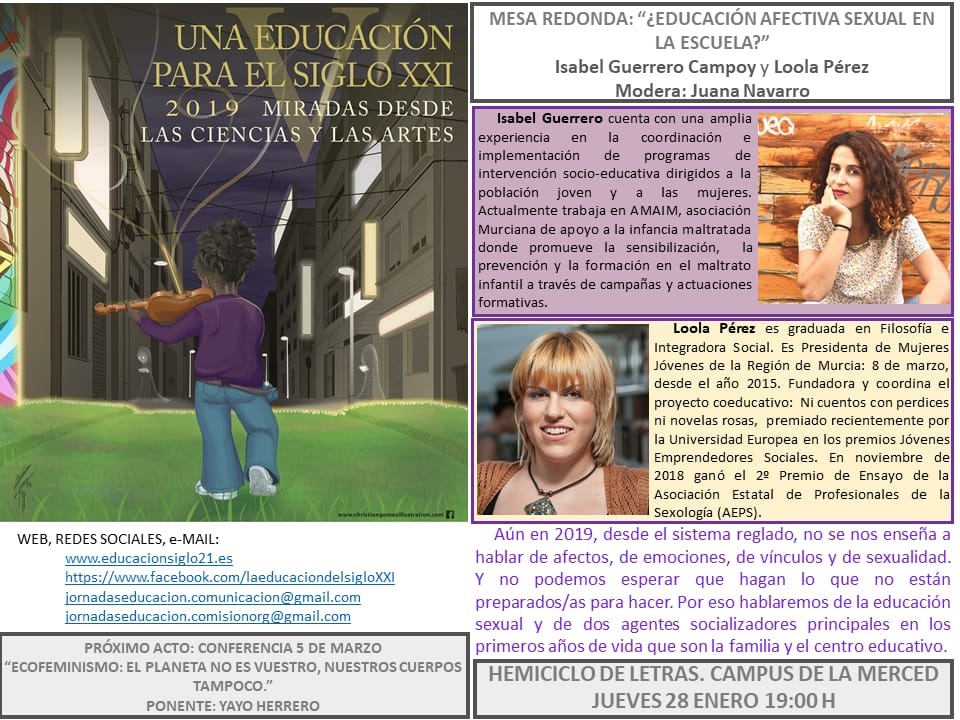 UNA EDUCACIÓN
PARA EL SIGLO XXI
2019 MIRADAS DESDE
LAS CIENCIAS Y LAS ARTES
www.christiangomezillustration.com
WEB, REDES SOCIALES, e-MAIL:
www.educacionsiglo21.es
https://www.facebook.com/laeducaciondelsigloXXI
jornadaseducacion.comunicacion@gmail.com
jornadaseducacion.comisionorg@gmail.com
PRÓXIMO ACTO: CONFERENCIA 5 DE MARZO
“ECOFEMINISMO: EL PLANETA NO ES VUESTRO, NUESTROS CUERPOS
TAMPOCO.”
PONENTE: YAYO HERRERO
MESA REDONDA: “¿EDUCACIÓN AFECTIVA SEXUAL EN
LA ESCUELA?”
Isabel Guerrero Campoy y Loola Pérez
Modera: Juana Navarro
Isabel Guerrero cuenta con una amplia
experiencia en la coordinación e
implementación de programas de
intervención socio-educativa dirigidos a la
población joven y a las mujeres.
Actualmente trabaja en AMAIM, asociación
Murciana de apoyo a la infancia maltratada
donde promueve la sensibilización, la
prevención y la formación en el maltrato
infantil a través de campañas y actuaciones
formativas.
Loola Pérez es graduada en Filosofía e
Integradora Social. Es Presidenta de Mujeres
Jóvenes de la Región de Murcia: 8 de marzo,
desde el año 2015. Fundadora y coordina el
proyecto coeducativo: Ni cuentos con perdices
ni novelas rosas, premiado recientemente por
la Universidad Europea en los premios Jóvenes
Emprendedores Sociales. En noviembre de
2018 ganó el 2º Premio de Ensayo de la
Asociación Estatal de Profesionales de la
Sexología (AEPS).
Aún en 2019, desde el sistema reglado, no se nos enseña a
hablar de afectos, de emociones, de vínculos y de sexualidad.
Y no podemos esperar que hagan lo que no están
preparados/as para hacer. Por eso hablaremos de la educación
sexual y de dos agentes socializadores principales en los
primeros años de vida que son la familia y el centro educativo.
HEMICICLO DE LETRAS. CAMPUS DE LA MERCED
JUEVES 28 ENERO 19:00 H